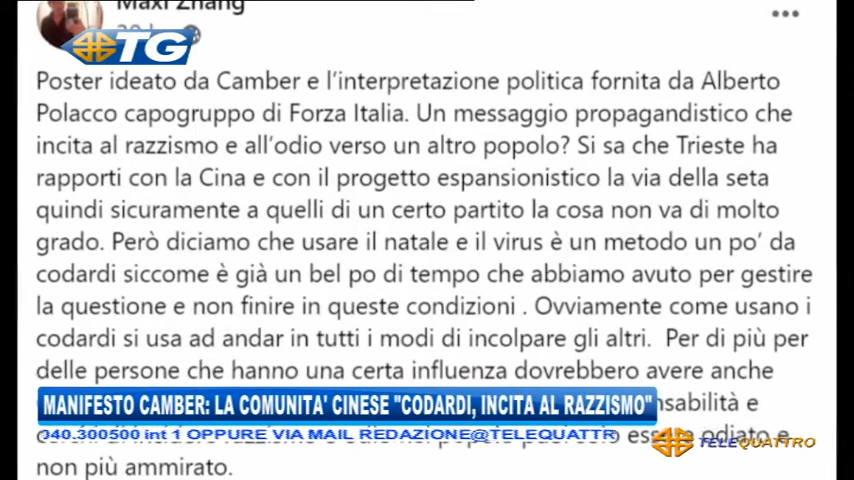 Maxi Zhang
TG
Poster ideato da Camber e l'interpretazione politica fornita da Alberto
Polacco capogruppo di Forza Italia. Un messaggio propagandistico che
incita al razzismo e all'odio verso un altro popolo? Si sa che Trieste ha
rapporti con la Cina e con il progetto espansionistico la via della seta
quindi sicuramente a quelli di un certo partito la cosa non va di molto
grado. Però diciamo che usare il natale e il virus è un metodo un po' da
codardi siccome è già un bel po di tempo che abbiamo avuto per gestire
la questione e non finire in queste condizioni . Ovviamente come usano i
codardi si usa ad andar in tutti i modi di incolpare gli altri. Per di più per
delle persone che hanno una certa influenza dovrebbero avere anche
MANIFESTO CAMBER: LA COMUNITA' CINESE "CODARDI, INCITA AL RAZZISMO"
040.300500 int 1 OPPURE VIA MAIL REDAZIONE@TELEQUATTR
odiato e
TELEQUATTRO
non più ammirato.